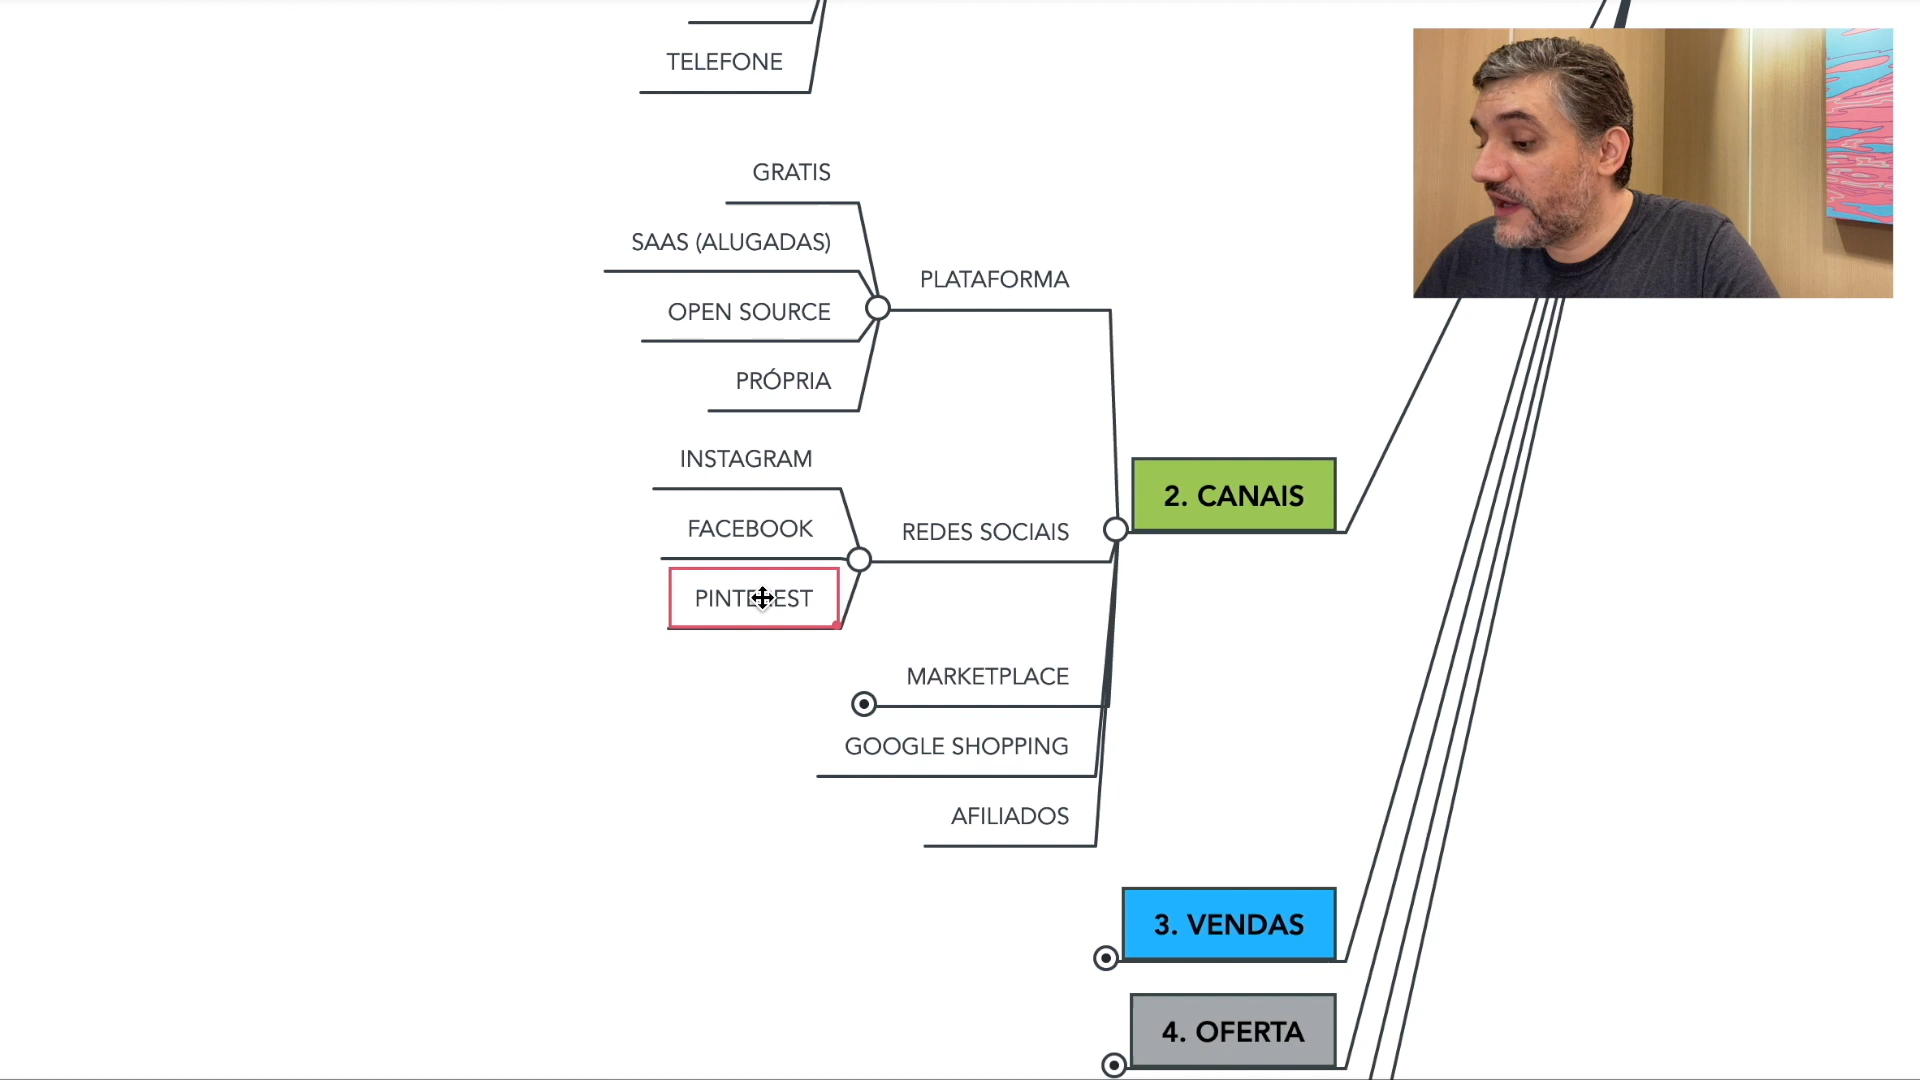 TELEFONE
GRATIS
SAAS (ALUGADAS)
OPEN SOURCE
PRÓPRIA
PLATAFORMA
INSTAGRAM
FACEBOOK
PINTEREST
REDES SOCIAIS
2. CANAIS
MARKETPLACE
GOOGLE SHOPPING
AFILIADOS
3. VENDAS
4. OFERTA